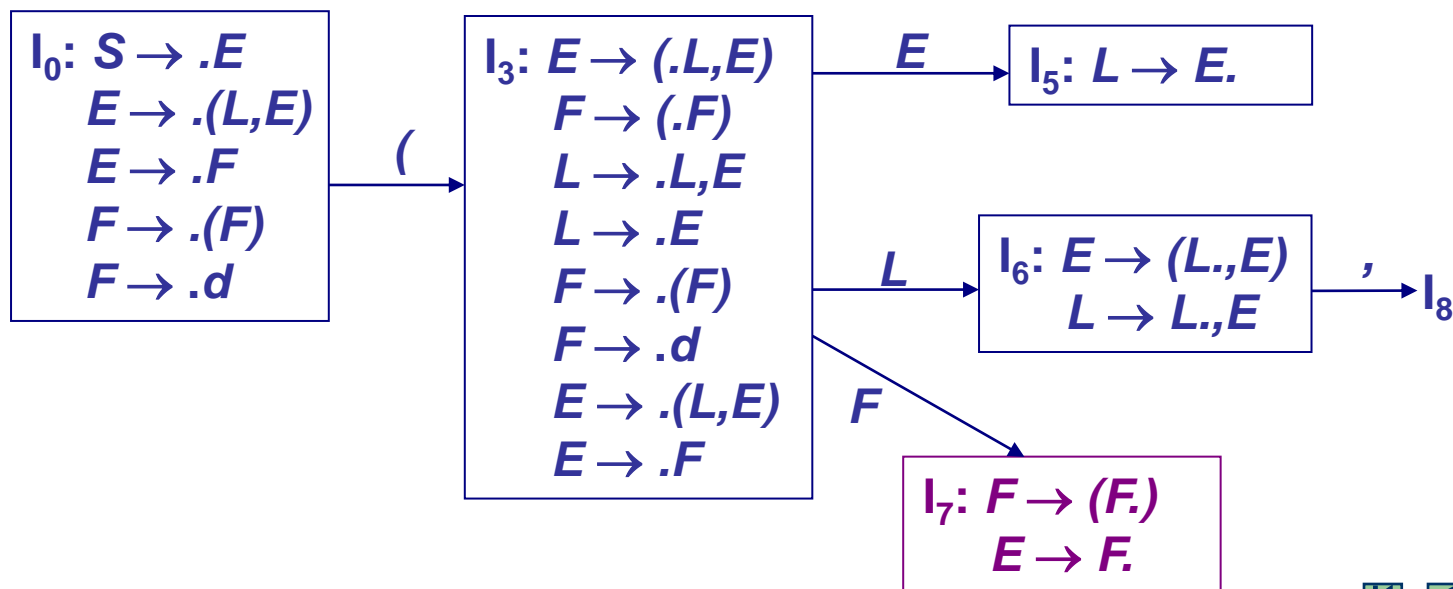 I₀: S → .E
E → .(L,E)
E → .F
F → .(F)
F → .d
(
I₃: E → (.L,E)
F → (.F)
L → .L,E
L → .E
F → .(F)
F → .d
E → .(L,E)
E → .F
E
I₅: L → E.
L
I₆: E → (L.,E)
L → L.,E
,
I₈
F
I₇: F → (F.)
E → F.